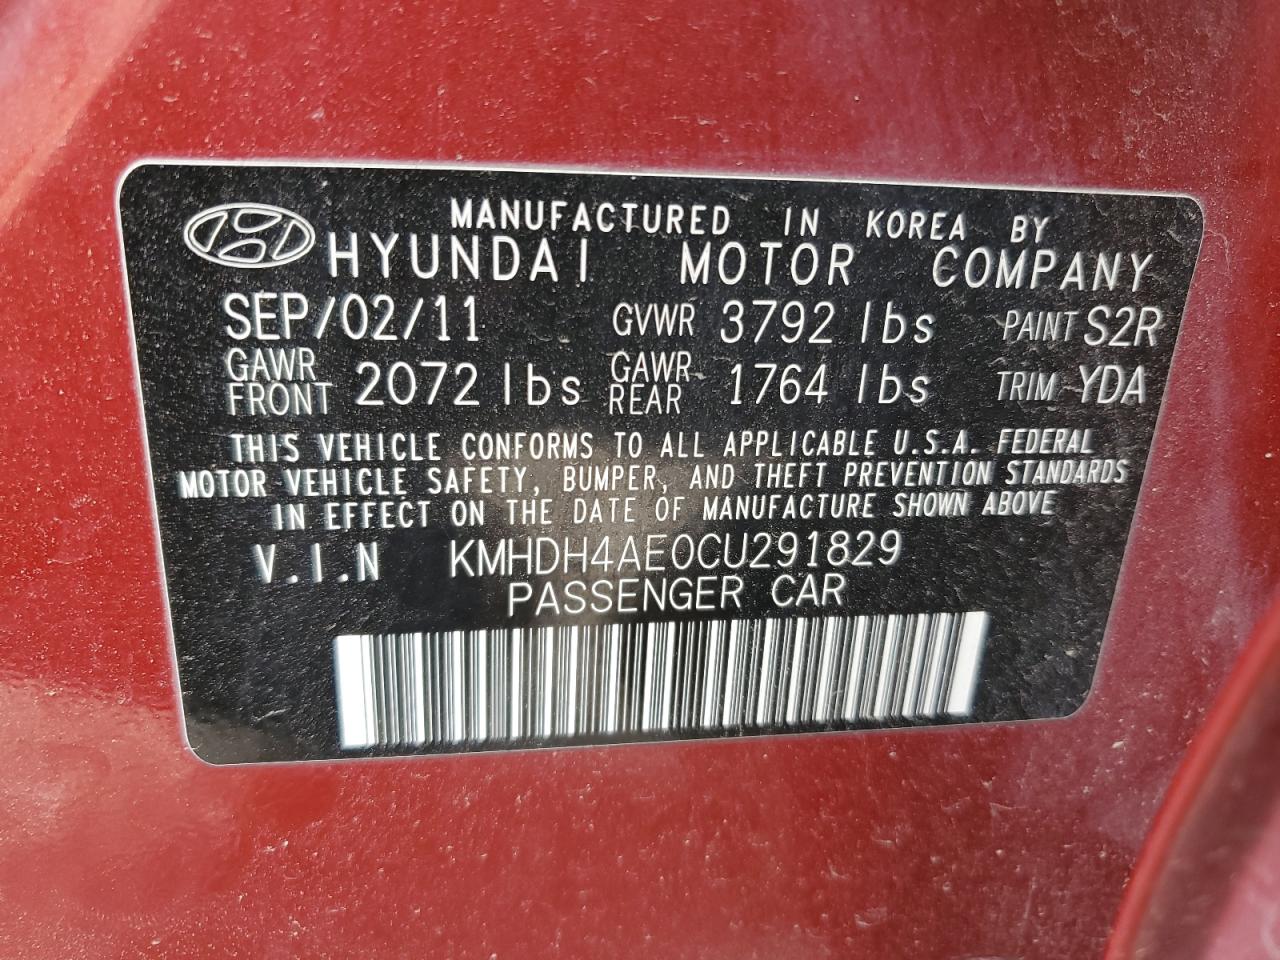 MANUFACTURED IN KOREA BY
HYUNDAI MOTOR COMPANY
SEP/02/11 GVWR 3792 lbs PAINT S2R
GAWR FRONT 2072 lbs GAWR REAR 1764 lbs TRIM YDA
THIS VEHICLE CONFORMS TO ALL APPLICABLE U.S.A. FEDERAL
MOTOR VEHICLE SAFETY, BUMPER, AND THEFT PREVENTION STANDARDS
IN EFFECT ON THE DATE OF MANUFACTURE SHOWN ABOVE
V.I.N KMHDH4AE0CU291829
PASSENGER CAR